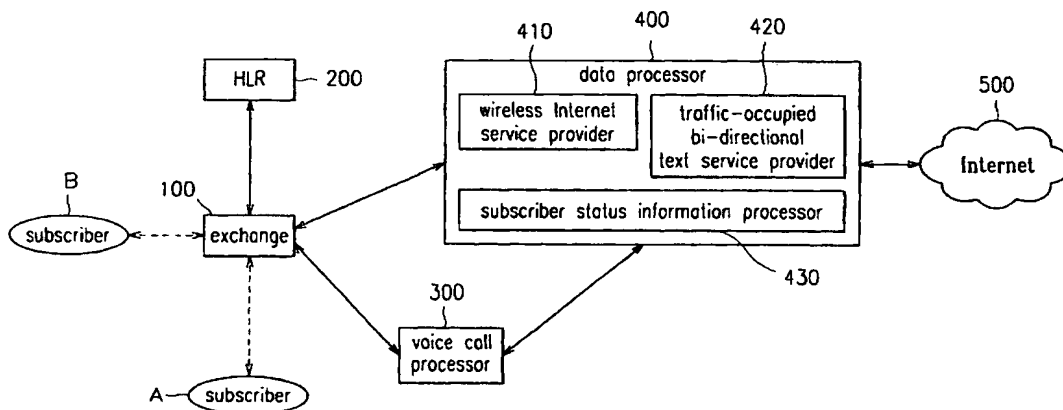 400
410
420
data processor
HLR
200
wireless Internet
service provider
traffic-occupied
bi-directional
text service provider
500
Internet
B
100
subscriber
exchange
subscriber status information processor
430
300
voice call
processor
A
subscriber